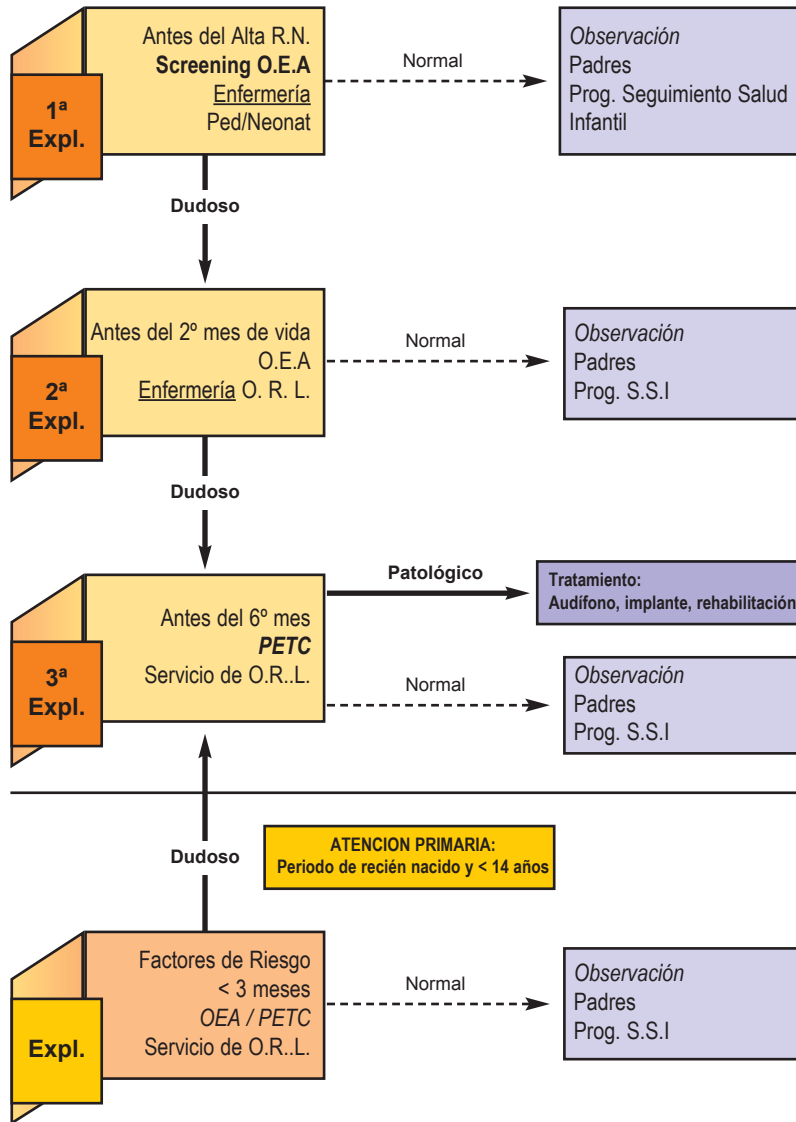 Antes del Alta R.N.
Screening O.E.A
Enfermería
Ped/Neonat
1ª
Expl.
Normal
Observación
Padres
Prog. Seguimiento Salud
Infantil
Dudoso
Antes del 2º mes de vida
O.E.A
Enfermería O. R. L.
2ª
Expl.
Normal
Observación
Padres
Prog. S.S.I
Dudoso
Antes del 6º mes
PETC
Servicio de O.R..L.
3ª
Expl.
Patológico
Tratamiento:
Audífono, implante, rehabilitación
Normal
Observación
Padres
Prog. S.S.I
Dudoso
ATENCION PRIMARIA:
Periodo de recién nacido y < 14 años
Factores de Riesgo
< 3 meses
OEA / PETC
Servicio de O.R..L.
Expl.
Normal
Observación
Padres
Prog. S.S.I